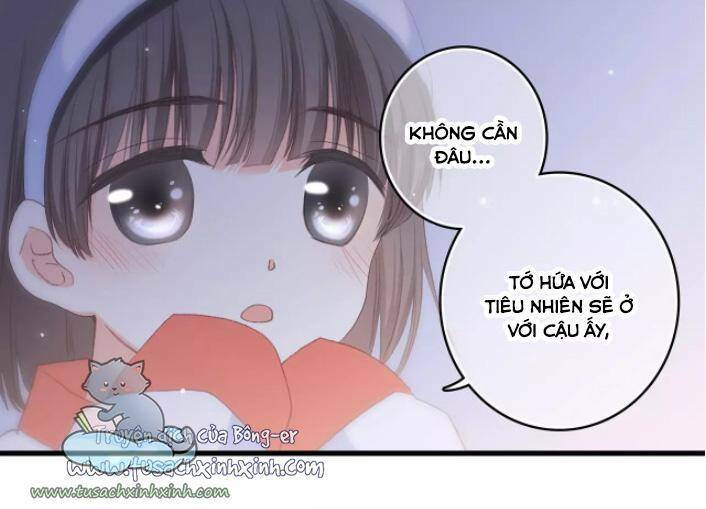 KHÔNG CẦN
ĐÂU...
TỚ HỨA VỚI
TIÊU NHIÊN SẼ Ở
VỚI CẬU ẤY,
Truyện dịch của Bông-er
www.tusachxinhxinh.com
www.tusachxinhxinh.com